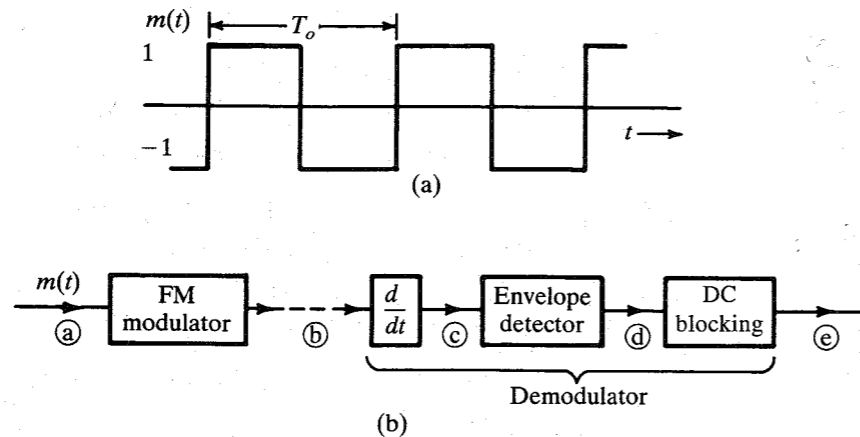 m(t)
T_o
1
t
−1
(a)
m(t)
FM
modulator
d
dt
Envelope
detector
DC
blocking
ⓐ
ⓑ
ⓒ
ⓓ
ⓔ
Demodulator
(b)